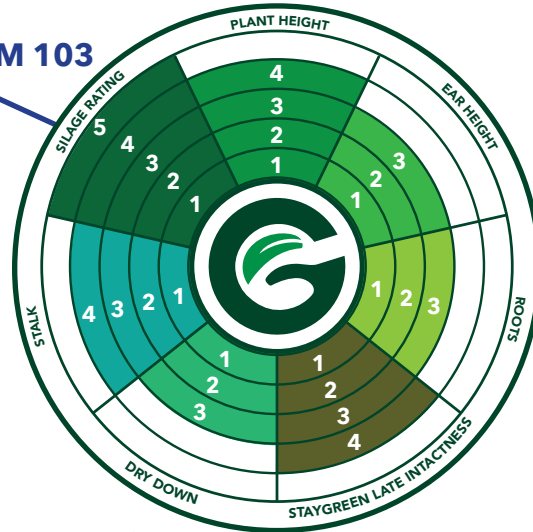 M 103
PLANT HEIGHT
4
3
2
1
EAR HEIGHT
3
2
1
ROOTS
1 2 3
STAYGREEN LATE INTACTNESS
1
2
3
4
DRY DOWN
1
2
3
STALK
4 3 2 1
SILAGE RATING
5
4
3
2
1